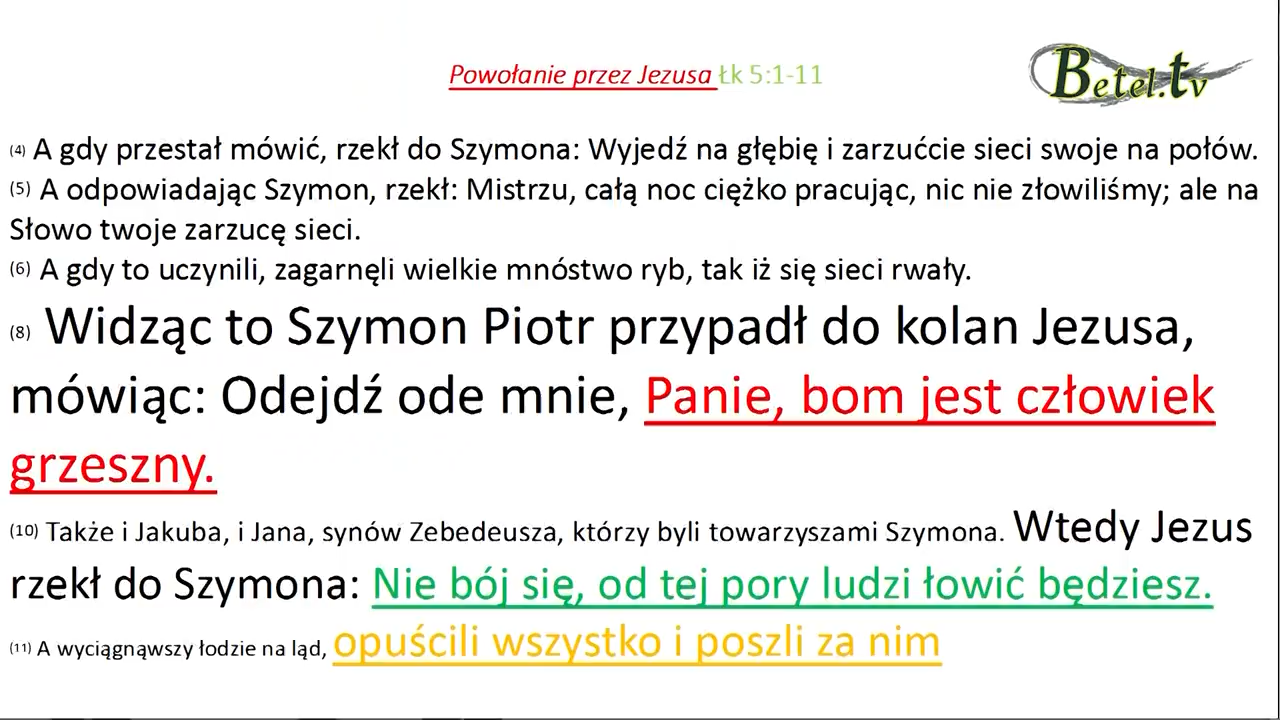 Powołanie przez Jezusa Łk 5:1-11
Betel.tv
(4) A gdy przestał mówić, rzekł do Szymona: Wyjedź na głębię i zarzućcie sieci swoje na połów.
(5) A odpowiadając Szymon, rzekł: Mistrzu, całą noc ciężko pracując, nic nie złowiliśmy; ale na
Słowo twoje zarzucę sieci.
(6) A gdy to uczynili, zagarnęli wielkie mnóstwo ryb, tak iż się sieci rwały.
(8) Widząc to Szymon Piotr przypadł do kolan Jezusa,
mówiąc: Odejdź ode mnie, Panie, bom jest człowiek
grzeszny.
(10) Także i Jakuba, i Jana, synów Zebedeusza, którzy byli towarzyszami Szymona. Wtedy Jezus
rzekł do Szymona: Nie bój się, od tej pory ludzi łowić będziesz.
(11) A wyciągnąwszy łodzie na ląd, opuścili wszystko i poszli za nim